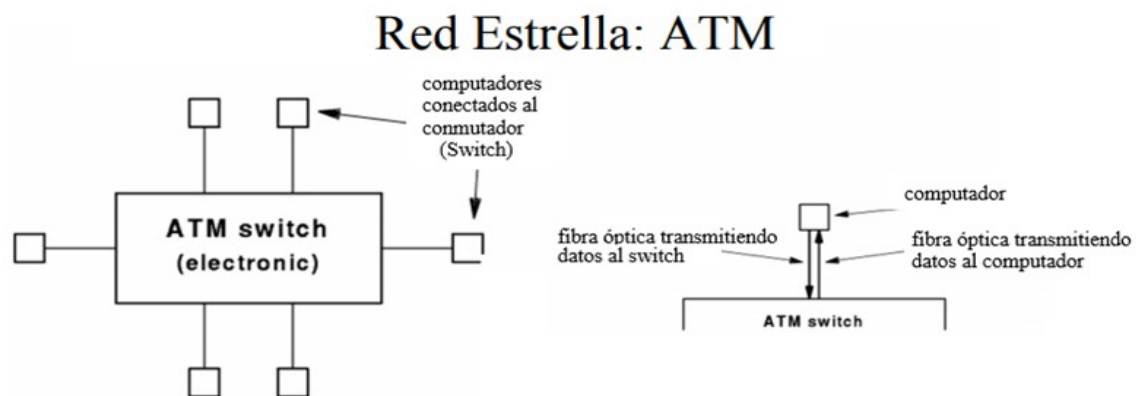 Red Estrella: ATM
computadores
conectados al
conmutador
(Switch)
ATM switch
(electronic)
computador
fibra óptica transmitiendo
datos al switch
fibra óptica transmitiendo
datos al computador
ATM switch